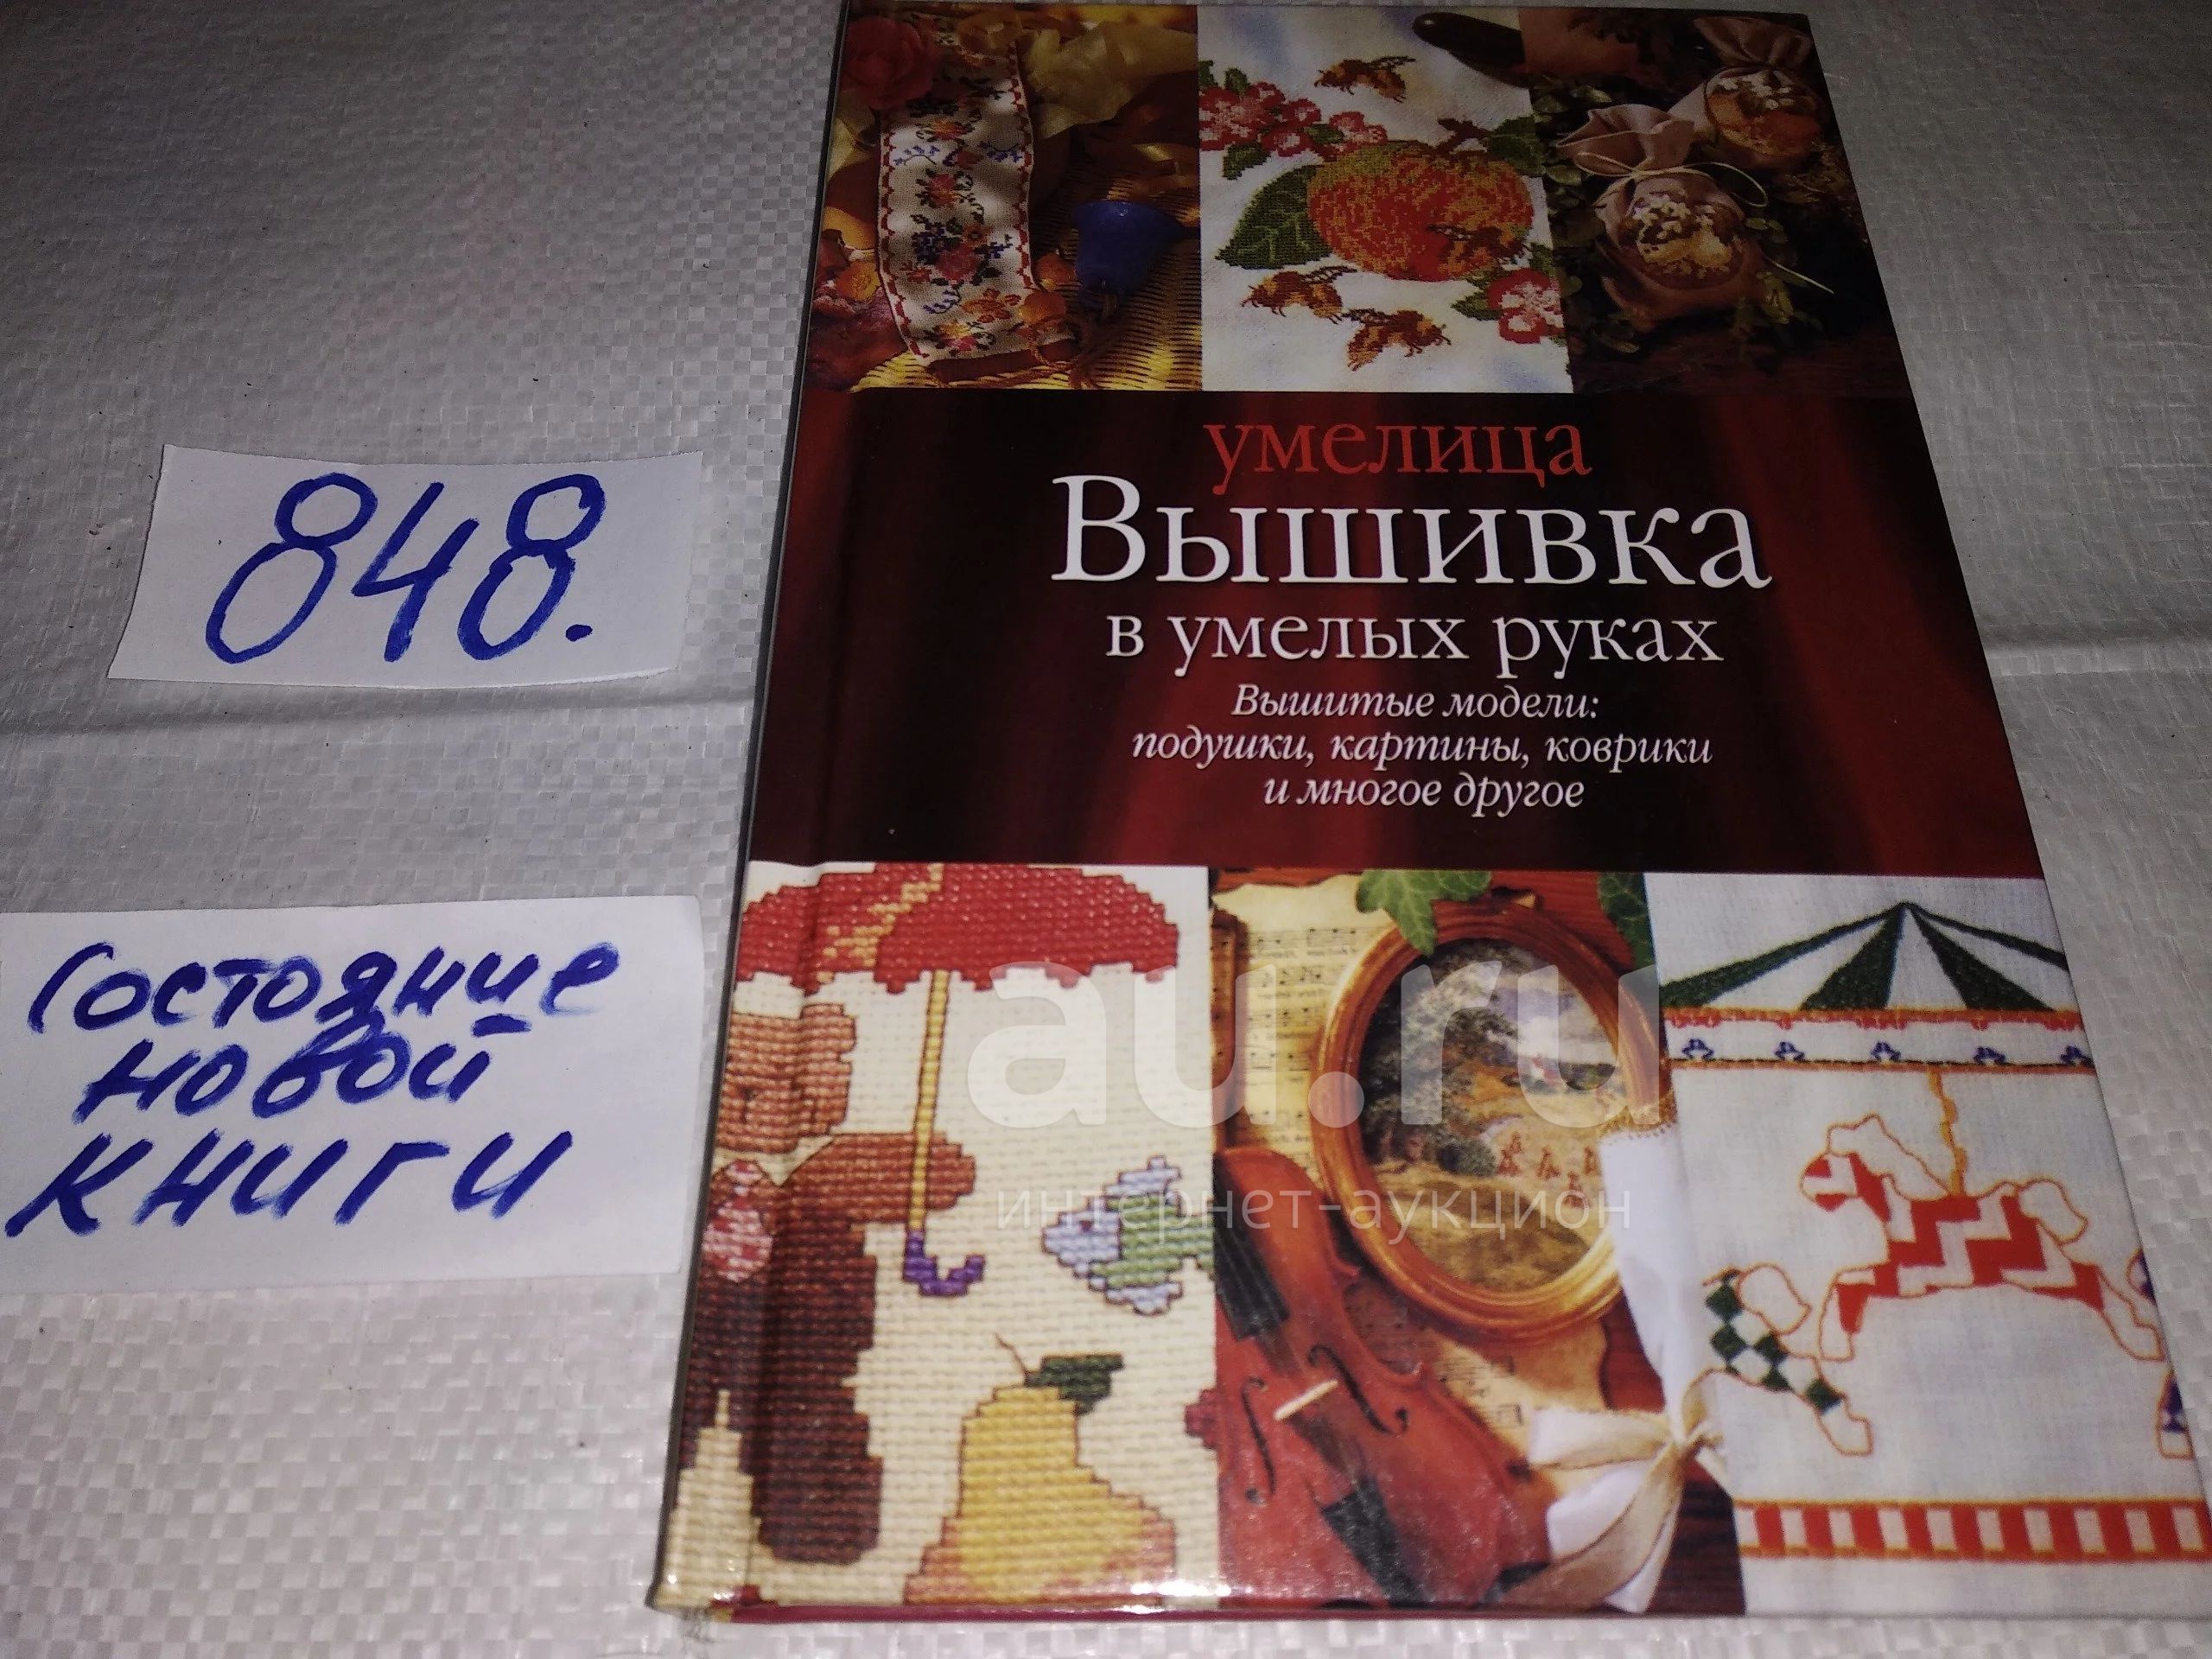 848.
Состояние
новой
книги
умелица
Вышивка
в умелых руках
Вышитые модели:
подушки, картины, коврики
и многое другое
au.ru
интернет-аукцион